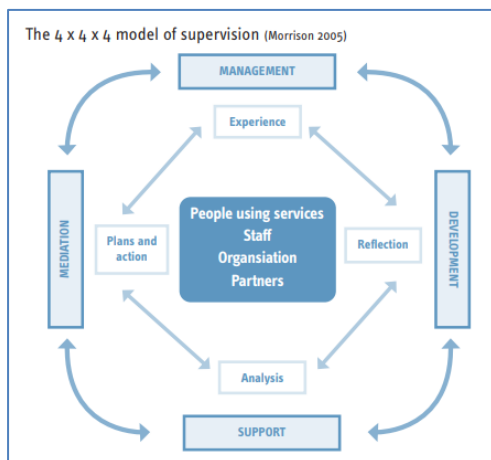 The 4 x 4 x 4 model of supervision (Morrison 2005)
MANAGEMENT
Experience
MEDIATION
Plans and
action
People using services
Staff
Organsiation
Partners
Reflection
DEVELOPMENT
Analysis
SUPPORT